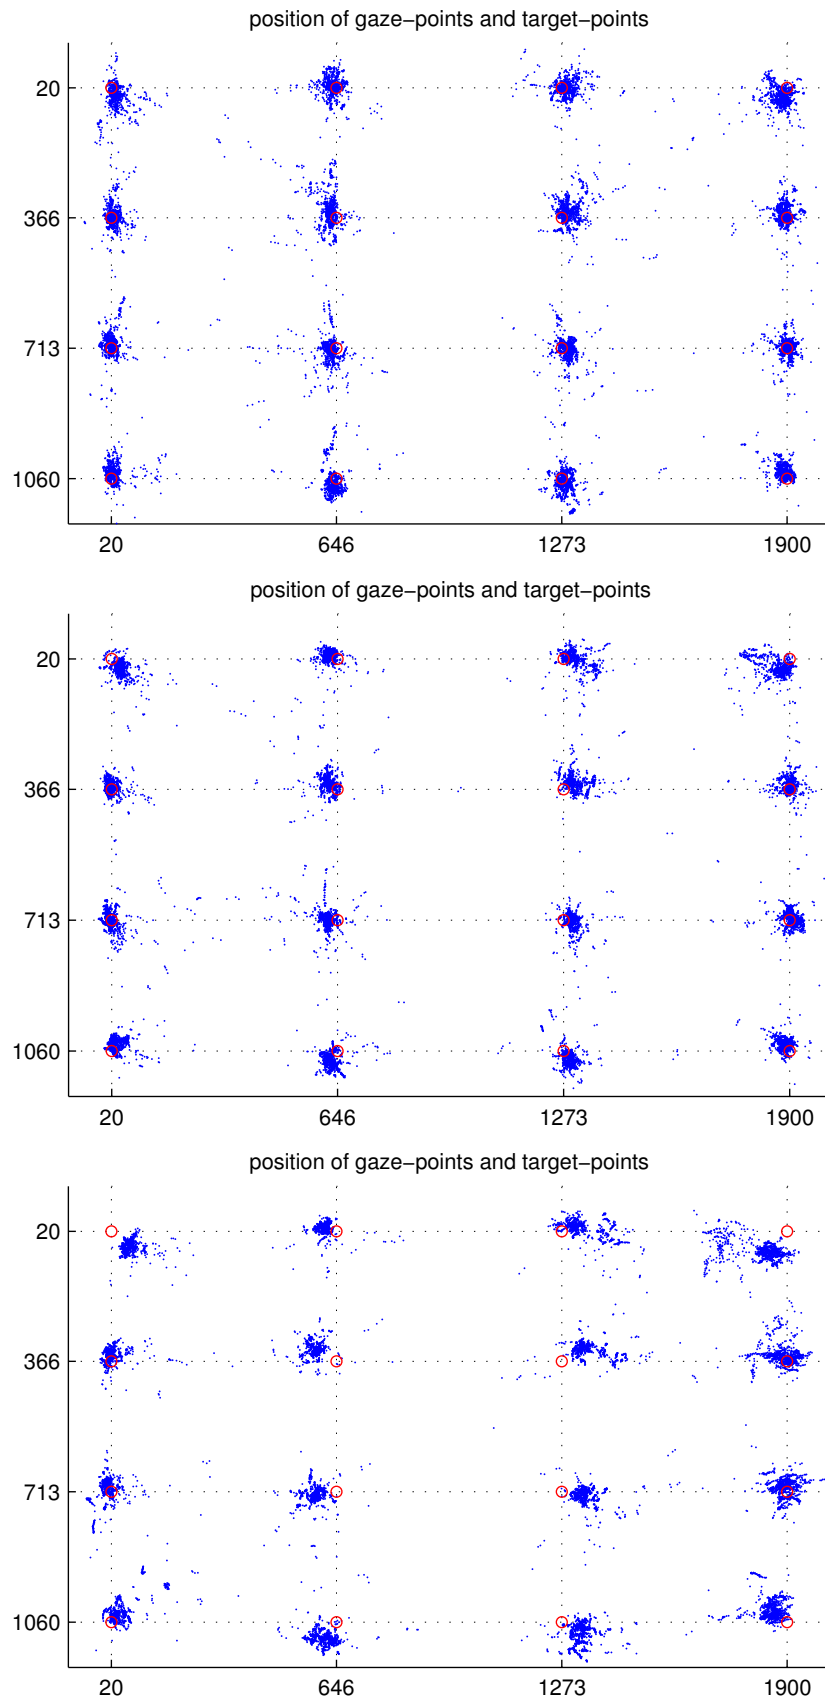 position of gaze−points and target−points
20
366
713
1060
20 646 1273 1900
position of gaze−points and target−points
20
366
713
1060
20 646 1273 1900
position of gaze−points and target−points
20
366
713
1060
20 646 1273 1900